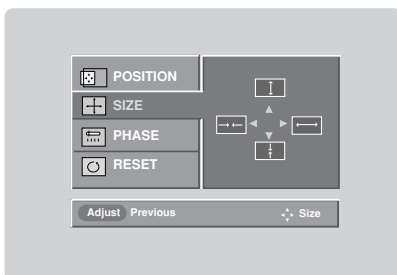 POSITION
SIZE
PHASE
RESET
Adjust Previous Size